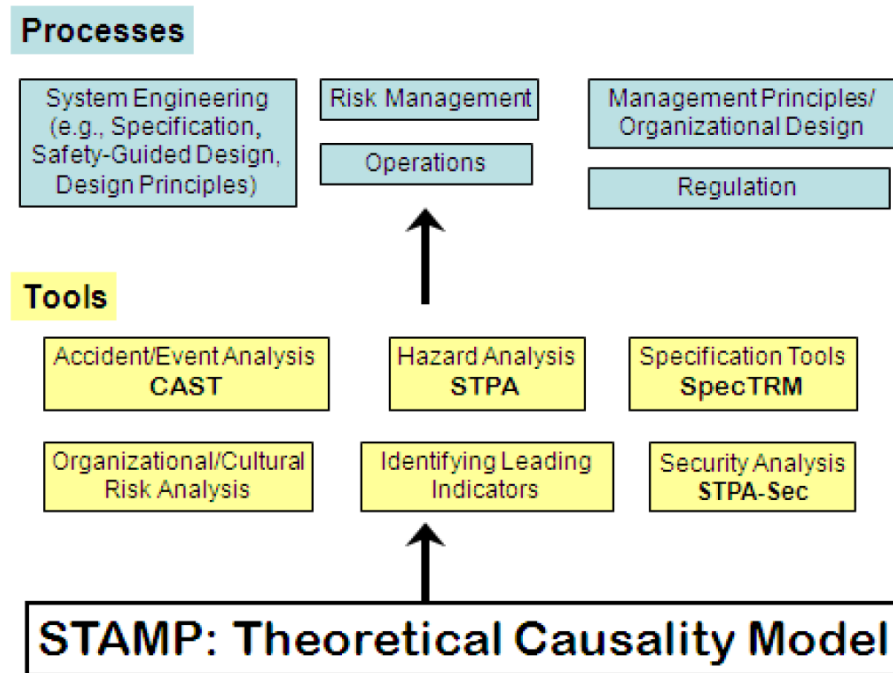 Processes
System Engineering
(e.g., Specification,
Safety-Guided Design,
Design Principles)
Risk Management
Operations
Management Principles/
Organizational Design
Regulation
Tools
Accident/Event Analysis
CAST
Hazard Analysis
STPA
Specification Tools
SpecTRM
Organizational/Cultural
Risk Analysis
Identifying Leading
Indicators
Security Analysis
STPA-Sec
STAMP: Theoretical Causality Model